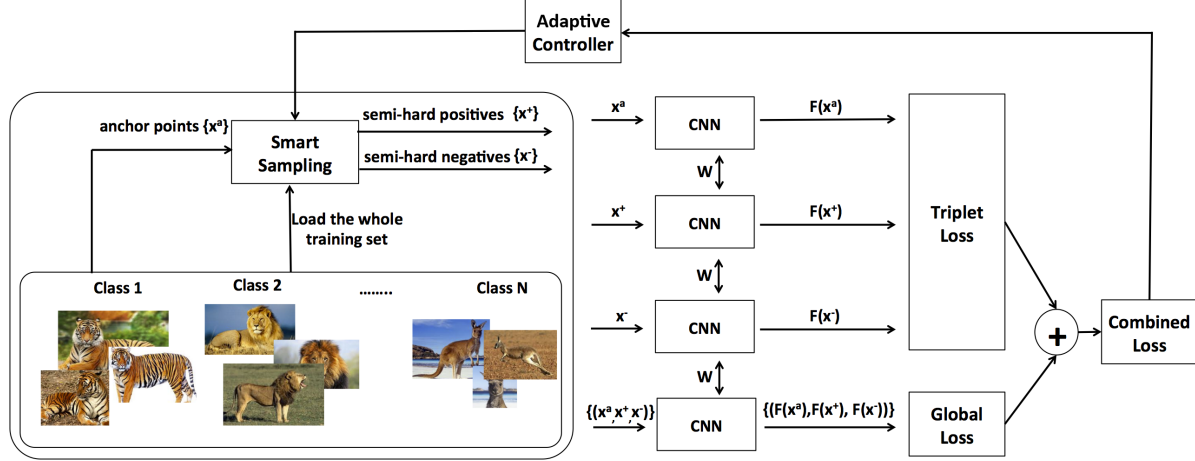 Adaptive
Controller
anchor points {xᵃ}
Smart
Sampling
semi-hard positives {x⁺}
semi-hard negatives {x⁻}
Load the whole
training set
Class 1
Class 2
........
Class N
xᵃ
CNN
F(xᵃ)
W
x⁺
CNN
F(x⁺)
W
x⁻
CNN
F(x⁻)
W
{(xᵃ,x⁺,x⁻)}
CNN
{(F(xᵃ),F(x⁺), F(x⁻))}
Triplet
Loss
Global
Loss
+
Combined
Loss